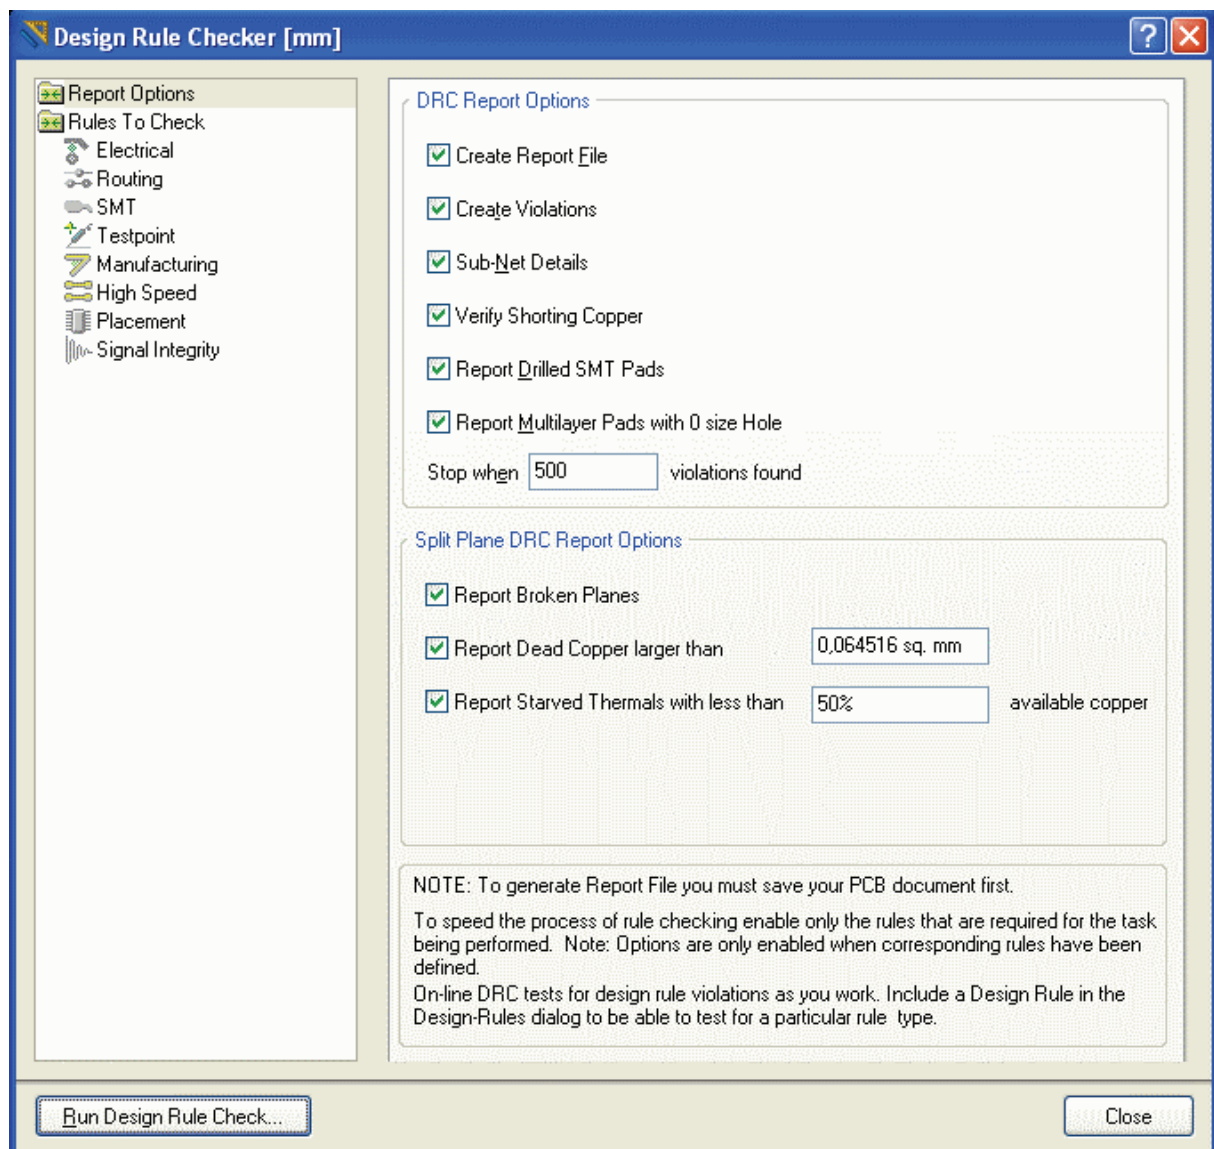 Design Rule Checker [mm]
Report Options
Rules To Check
Electrical
Routing
SMT
Testpoint
Manufacturing
High Speed
Placement
Signal Integrity
DRC Report Options
Create Report File
Create Violations
Sub-Net Details
Verify Shorting Copper
Report Drilled SMT Pads
Report Multilayer Pads with 0 size Hole
Stop when 500 violations found
Split Plane DRC Report Options
Report Broken Planes
Report Dead Copper larger than 0,064516 sq. mm
Report Starved Thermals with less than 50% available copper
NOTE: To generate Report File you must save your PCB document first.
To speed the process of rule checking enable only the rules that are required for the task
being performed. Note: Options are only enabled when corresponding rules have been
defined.
On-line DRC tests for design rule violations as you work. Include a Design Rule in the
Design-Rules dialog to be able to test for a particular rule type.
Run Design Rule Check...
Close